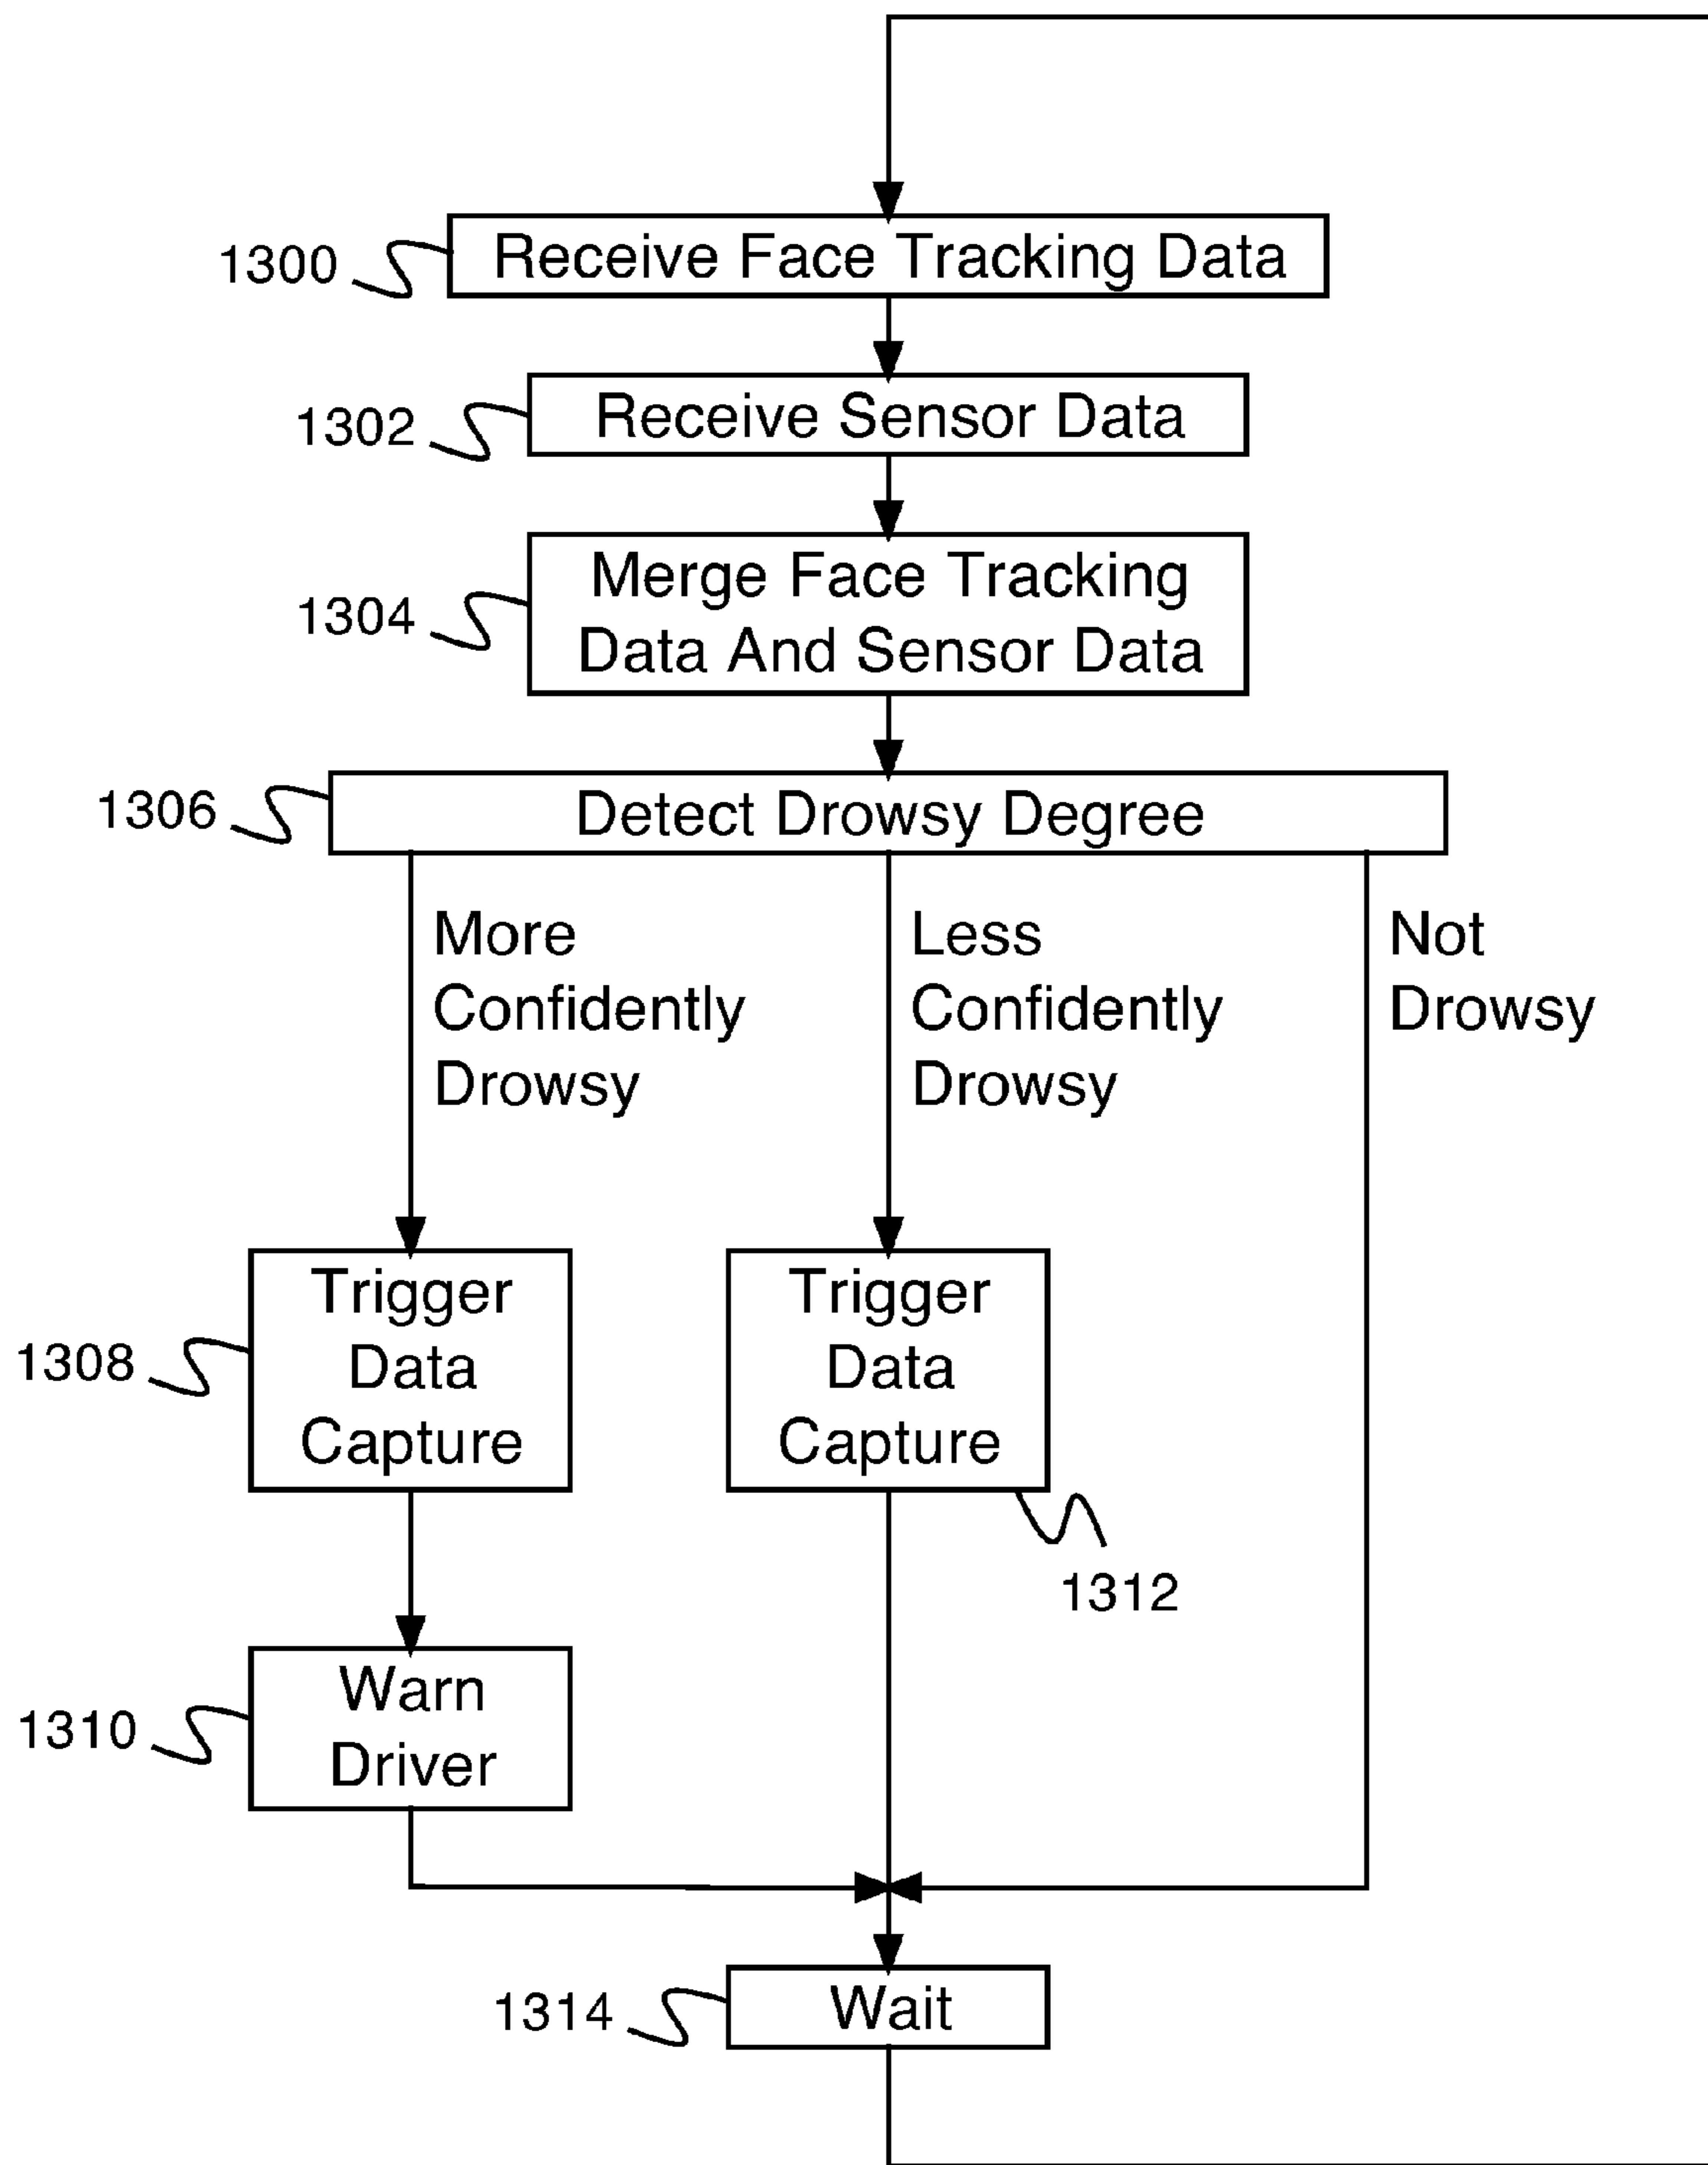 1300
Receive Face Tracking Data
1302
Receive Sensor Data
1304
Merge Face Tracking
Data And Sensor Data
1306
Detect Drowsy Degree
More
Confidently
Drowsy
Less
Confidently
Drowsy
Not
Drowsy
1308
Trigger
Data
Capture
Trigger
Data
Capture
1312
1310
Warn
Driver
1314
Wait